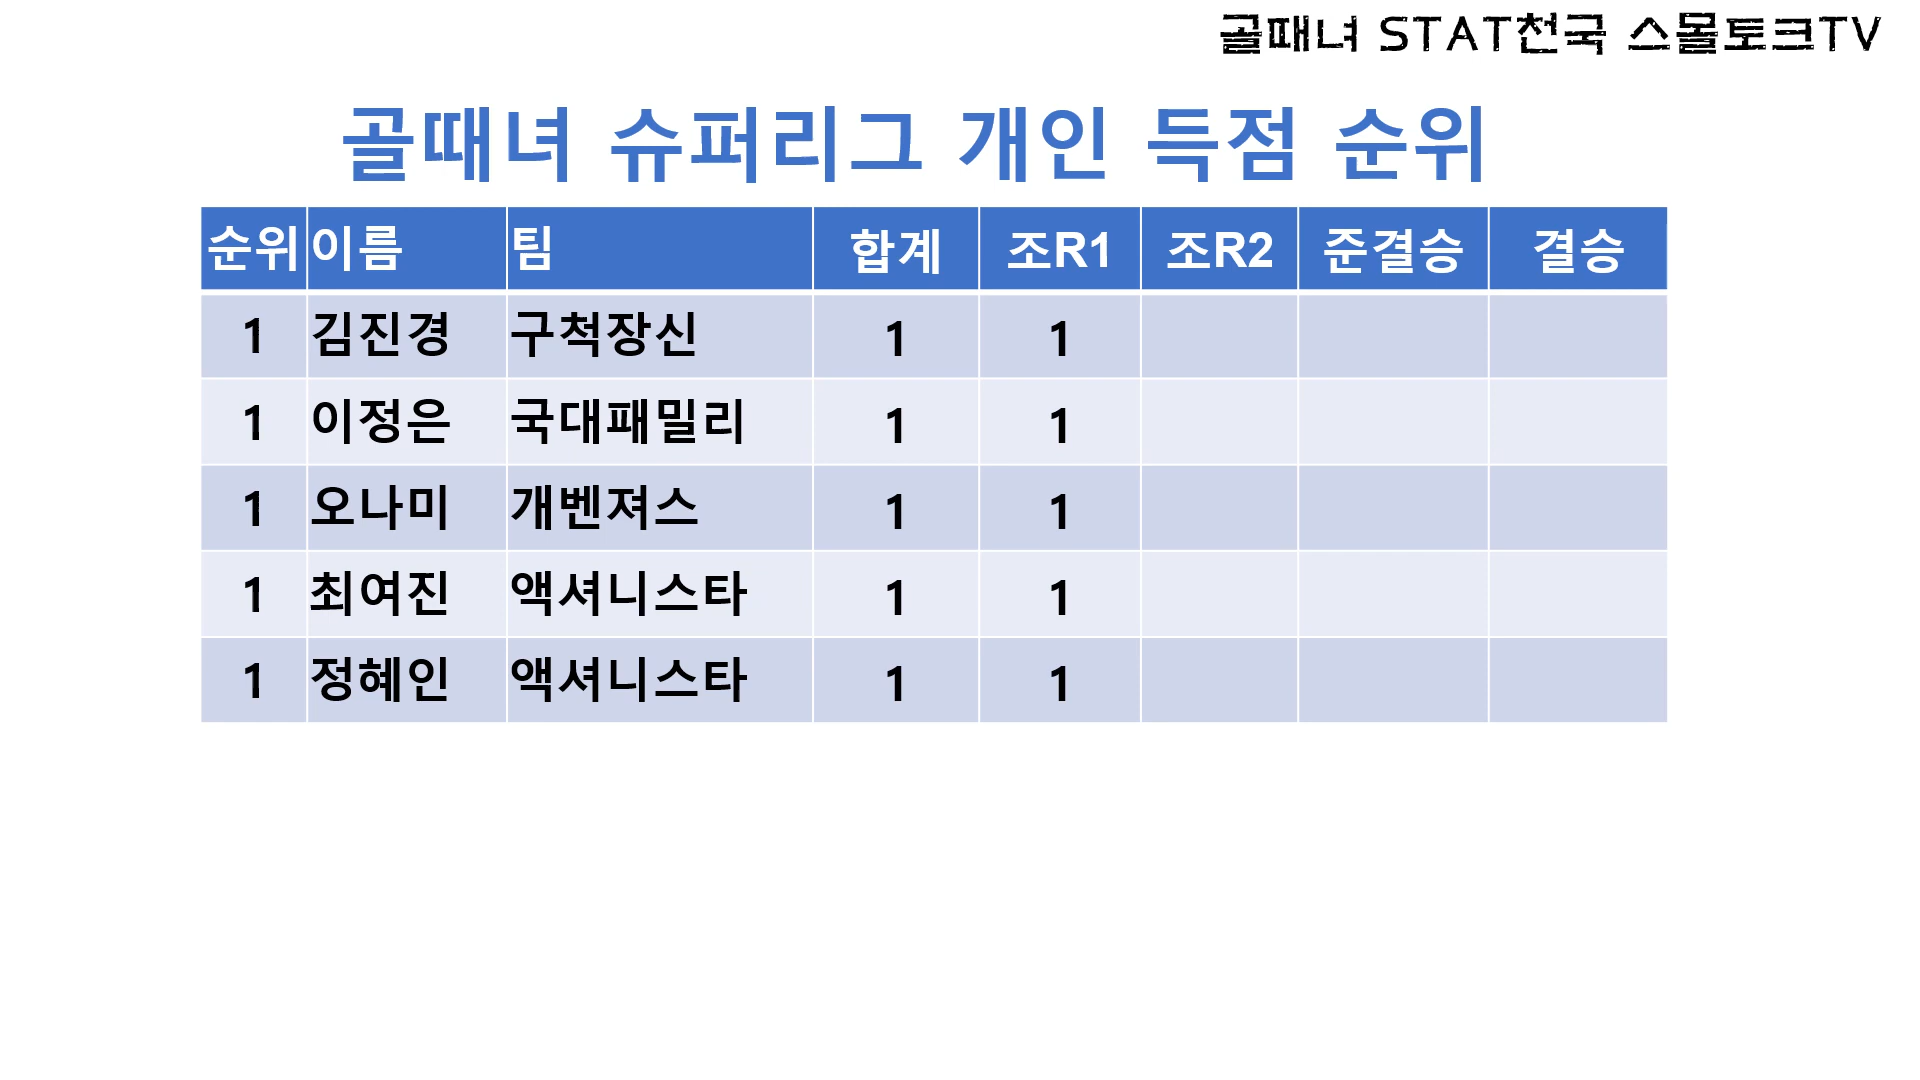 골때녀 STAT천국 스몰토크TV
골때녀 슈퍼리그 개인 득점 순위
순위 이름 팀 합계 조R1 조R2 준결승 결승
1 김진경 구척장신 1 1
1 이정은 국대패밀리 1 1
1 오나미 개벤져스 1 1
1 최여진 액셔니스타 1 1
1 정혜인 액셔니스타 1 1